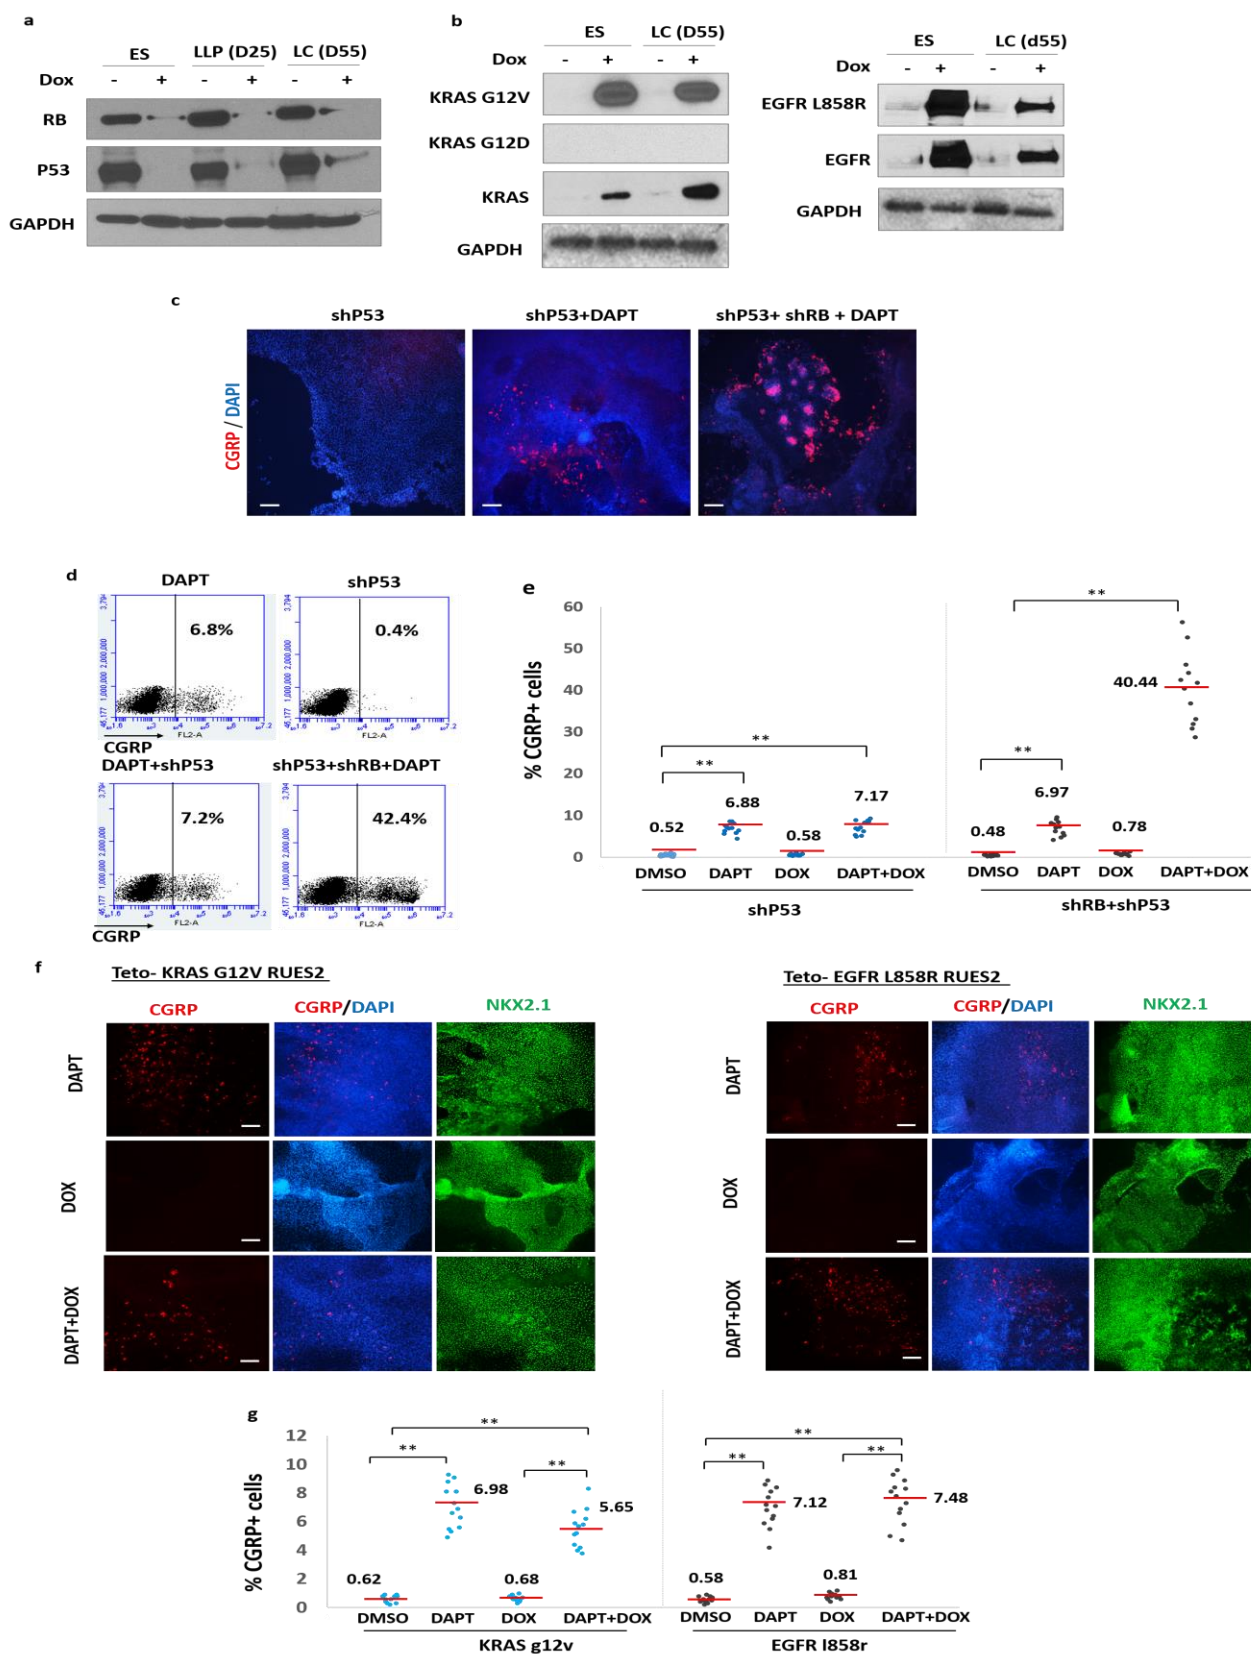 a
ES LLP (D25) LC (D55)
Dox - + - + - +
RB
P53
GAPDH
b
ES LC (D55)
Dox - + - +
KRAS G12V
KRAS G12D
KRAS
GAPDH
ES LC (d55)
Dox - + - +
EGFR L858R
EGFR
GAPDH
c
shP53 shP53+DAPT shP53+ shRB + DAPT
CGRP / DAPI
d
DAPT shP53
6.8% 0.4%
FL2-A FL2-A
CGRP
DAPT+shP53 shP53+shRB+DAPT
7.2% 42.4%
FL2-A FL2-A
CGRP
e
% CGRP+ cells
60
50
40
30
20
10
0
** ** ** **
0.52 6.88 0.58 7.17 0.48 6.97 0.78 40.44
DMSO DAPT DOX DAPT+DOX DMSO DAPT DOX DAPT+DOX
shP53 shRB+shP53
f
Teto- KRAS G12V RUES2
CGRP CGRP/DAPI NKX2.1
DAPT
DOX
DAPT+DOX
Teto- EGFR L858R RUES2
CGRP CGRP/DAPI NKX2.1
DAPT
DOX
DAPT+DOX
g
% CGRP+ cells
12
10
8
6
4
2
0
** ** ** ** ** **
0.62 6.98 0.68 5.65 0.58 7.12 0.81 7.48
DMSO DAPT DOX DAPT+DOX DMSO DAPT DOX DAPT+DOX
KRAS g12v EGFR l858r